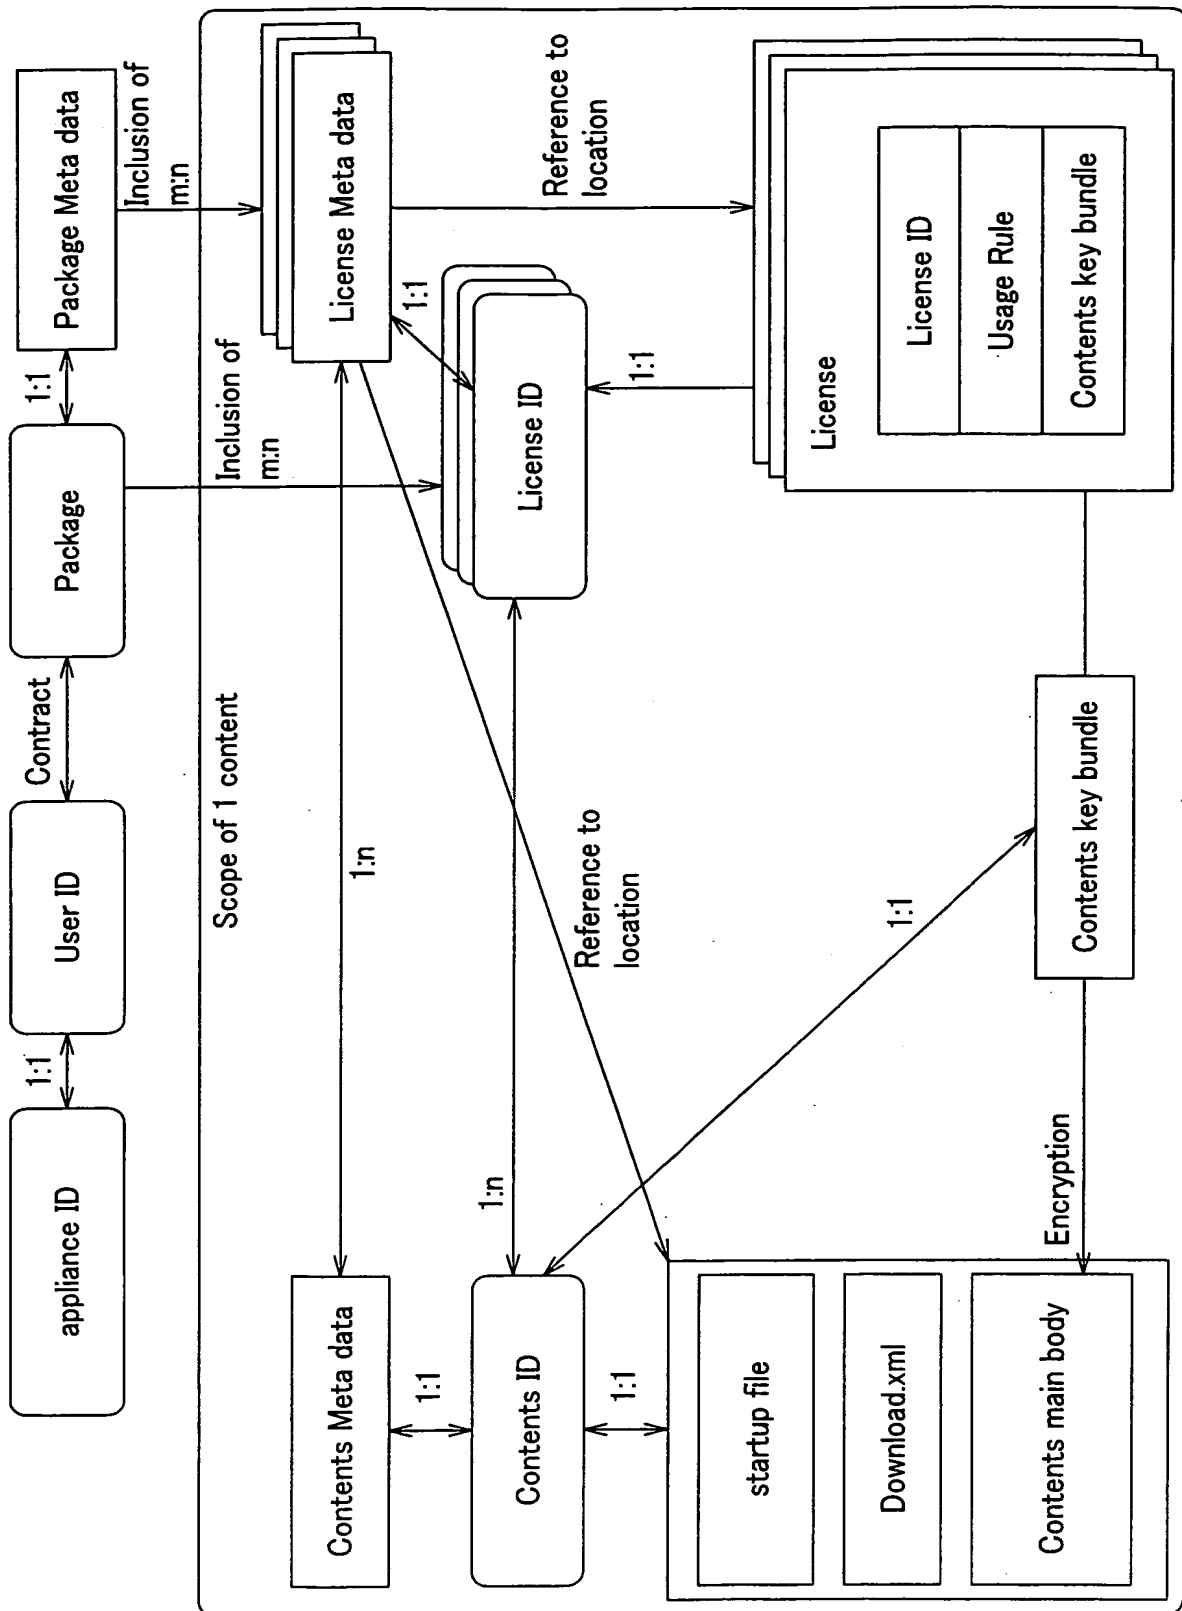 appliance ID
1:1
User ID
Contract
Package
1:1
Package Meta data
Inclusion of
m:n
Inclusion of
m:n
Scope of 1 content
Contents Meta data
1:n
License Meta data
1:1
1:1
Contents ID
1:n
License ID
1:1
Reference to
location
Reference to
location
1:1
startup file
Download.xml
Contents main body
Encryption
1:1
Contents key bundle
License
License ID
Usage Rule
Contents key bundle